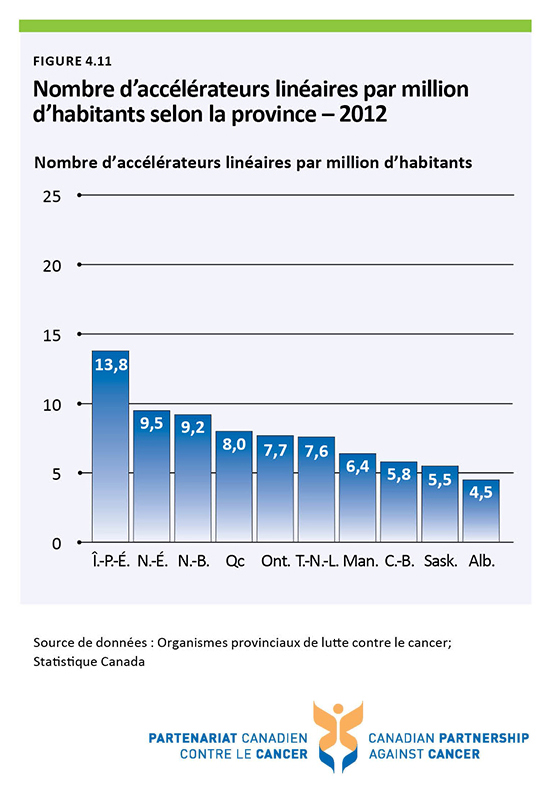 FIGURE 4.11
Nombre d’accélérateurs linéaires par million
d’habitants selon la province – 2012
Nombre d’accélérateurs linéaires par million d’habitants
25
20
15
10
5
0
13,8
9,5
9,2
8,0
7,7
7,6
6,4
5,8
5,5
4,5
Î.-P.-É. N.-É. N.-B. Qc Ont. T.-N.-L. Man. C.-B. Sask. Alb.
Source de données : Organismes provinciaux de lutte contre le cancer;
Statistique Canada
PARTENARIAT CANADIEN
CONTRE LE CANCER
CANADIAN PARTNERSHIP
AGAINST CANCER